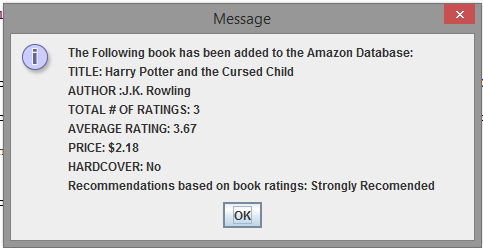 Message
The Following book has been added to the Amazon Database:
TITLE: Harry Potter and the Cursed Child
AUTHOR :J.K. Rowling
TOTAL # OF RATINGS: 3
AVERAGE RATING: 3.67
PRICE: $2.18
HARDCOVER: No
Recommendations based on book ratings: Strongly Recomended
OK